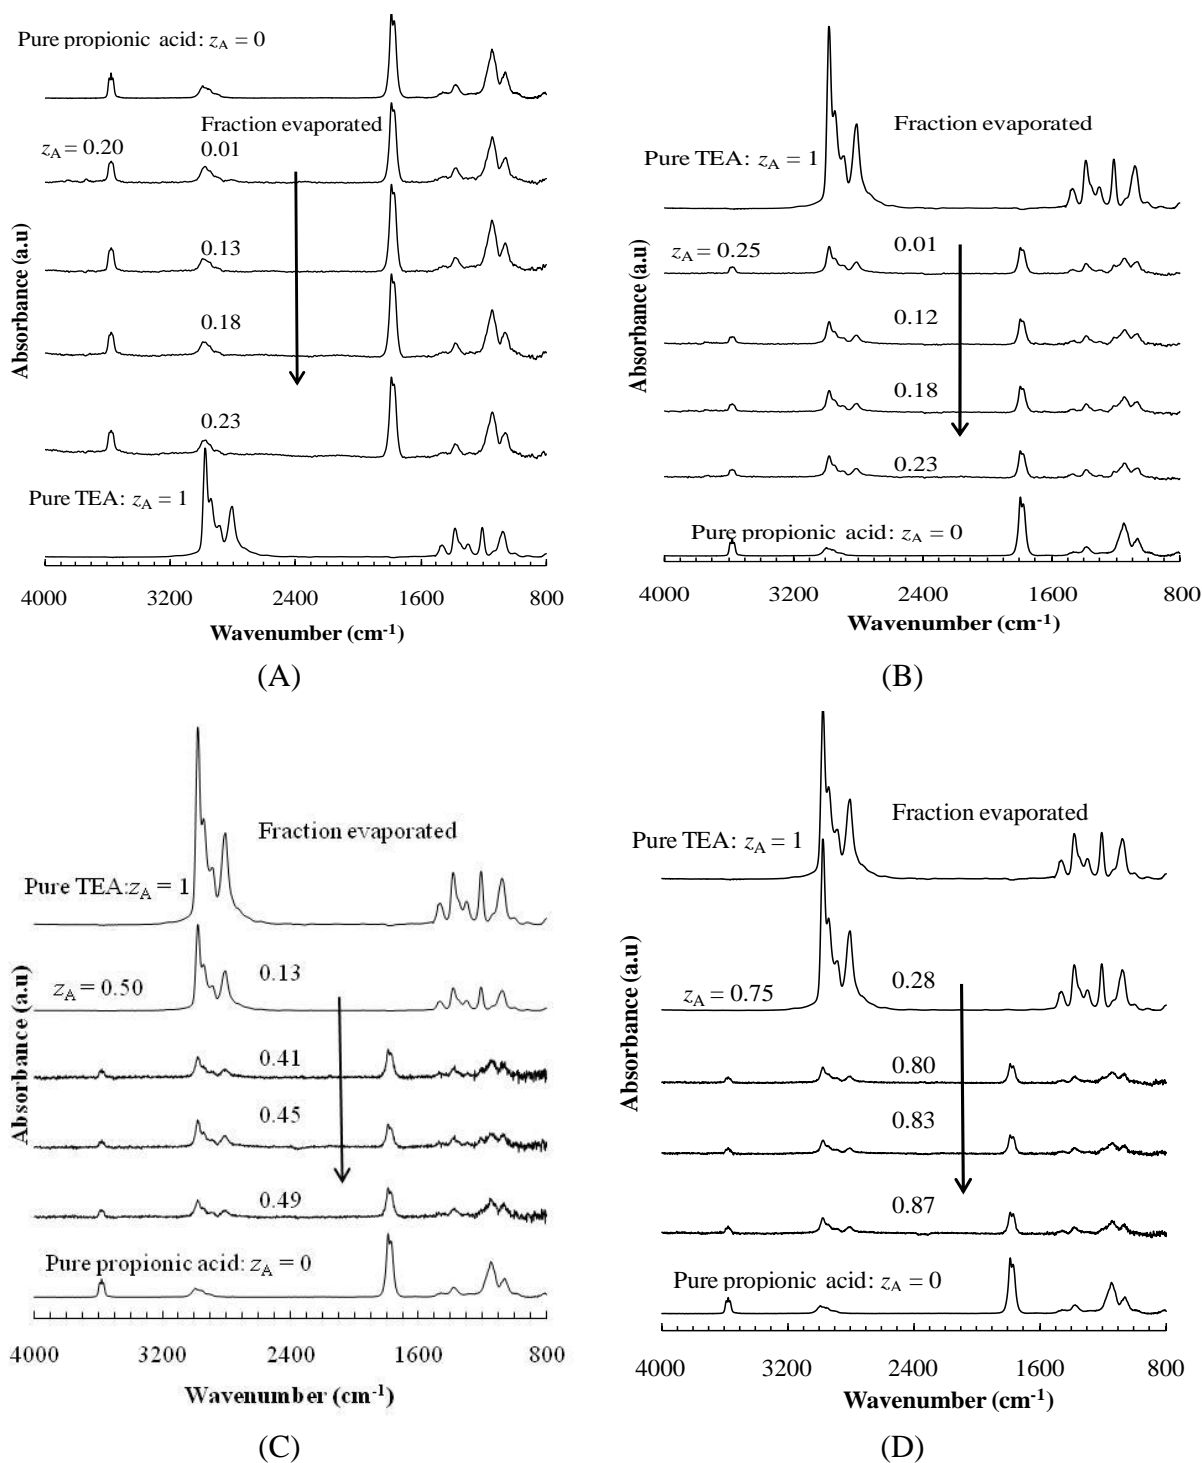 Pure propionic acid: zA = 0
Fraction evaporated
zA = 0.20
0.01
0.13
0.18
0.23
Pure TEA: zA = 1
Absorbance (a.u)
4000 3200 2400 1600 800
Wavenumber (cm-1)
(A)
Fraction evaporated
Pure TEA: zA = 1
zA = 0.25
0.01
0.12
0.18
0.23
Pure propionic acid: zA = 0
Absorbance (a.u)
4000 3200 2400 1600 800
Wavenumber (cm-1)
(B)
Fraction evaporated
Pure TEA:zA = 1
zA = 0.50
0.13
0.41
0.45
0.49
Pure propionic acid: zA = 0
Absorbance (a.u)
4000 3200 2400 1600 800
Wavenumber (cm-1)
(C)
Fraction evaporated
Pure TEA: zA = 1
zA = 0.75
0.28
0.80
0.83
0.87
Pure propionic acid: zA = 0
Absorbance (a.u)
4000 3200 2400 1600 800
Wavenumber (cm-1)
(D)